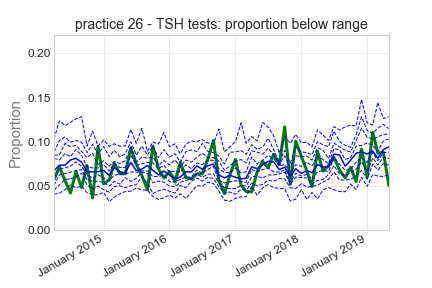 practice 26 - TSH tests: proportion below range
Proportion
0.20
0.15
0.10
0.05
0.00
January 2015
January 2016
January 2017
January 2018
January 2019